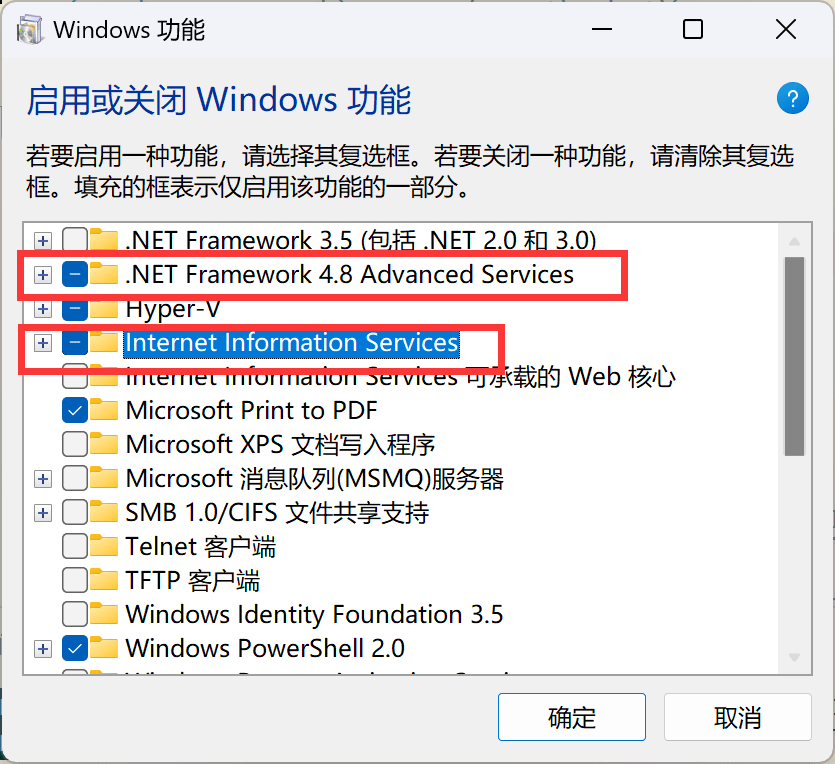 Windows 功能
启用或关闭 Windows 功能
?
若要启用一种功能，请选择其复选框。若要关闭一种功能，请清除其复选
框。填充的框表示仅启用该功能的一部分。
.NET Framework 3.5 (包括 .NET 2.0 和 3.0)
.NET Framework 4.8 Advanced Services
Hyper-V
Internet Information Services
Internet Information Services 可承载的 Web 核心
Microsoft Print to PDF
Microsoft XPS 文档写入程序
Microsoft 消息队列(MSMQ)服务器
SMB 1.0/CIFS 文件共享支持
Telnet 客户端
TFTP 客户端
Windows Identity Foundation 3.5
Windows PowerShell 2.0
确定
取消